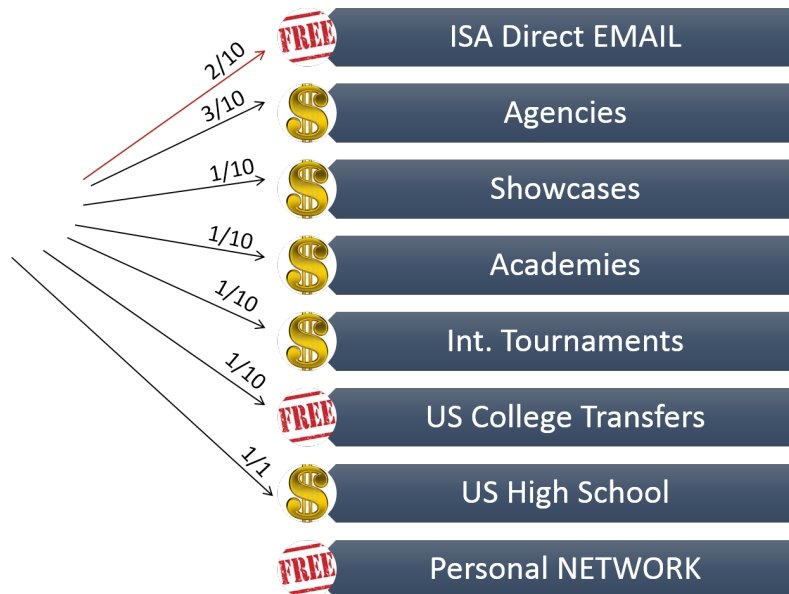 FREE ISA Direct EMAIL
2/10
3/10
$ Agencies
1/10
$ Showcases
1/10
$ Academies
1/10
$ Int. Tournaments
1/10
FREE US College Transfers
1/1
$ US High School
FREE Personal NETWORK